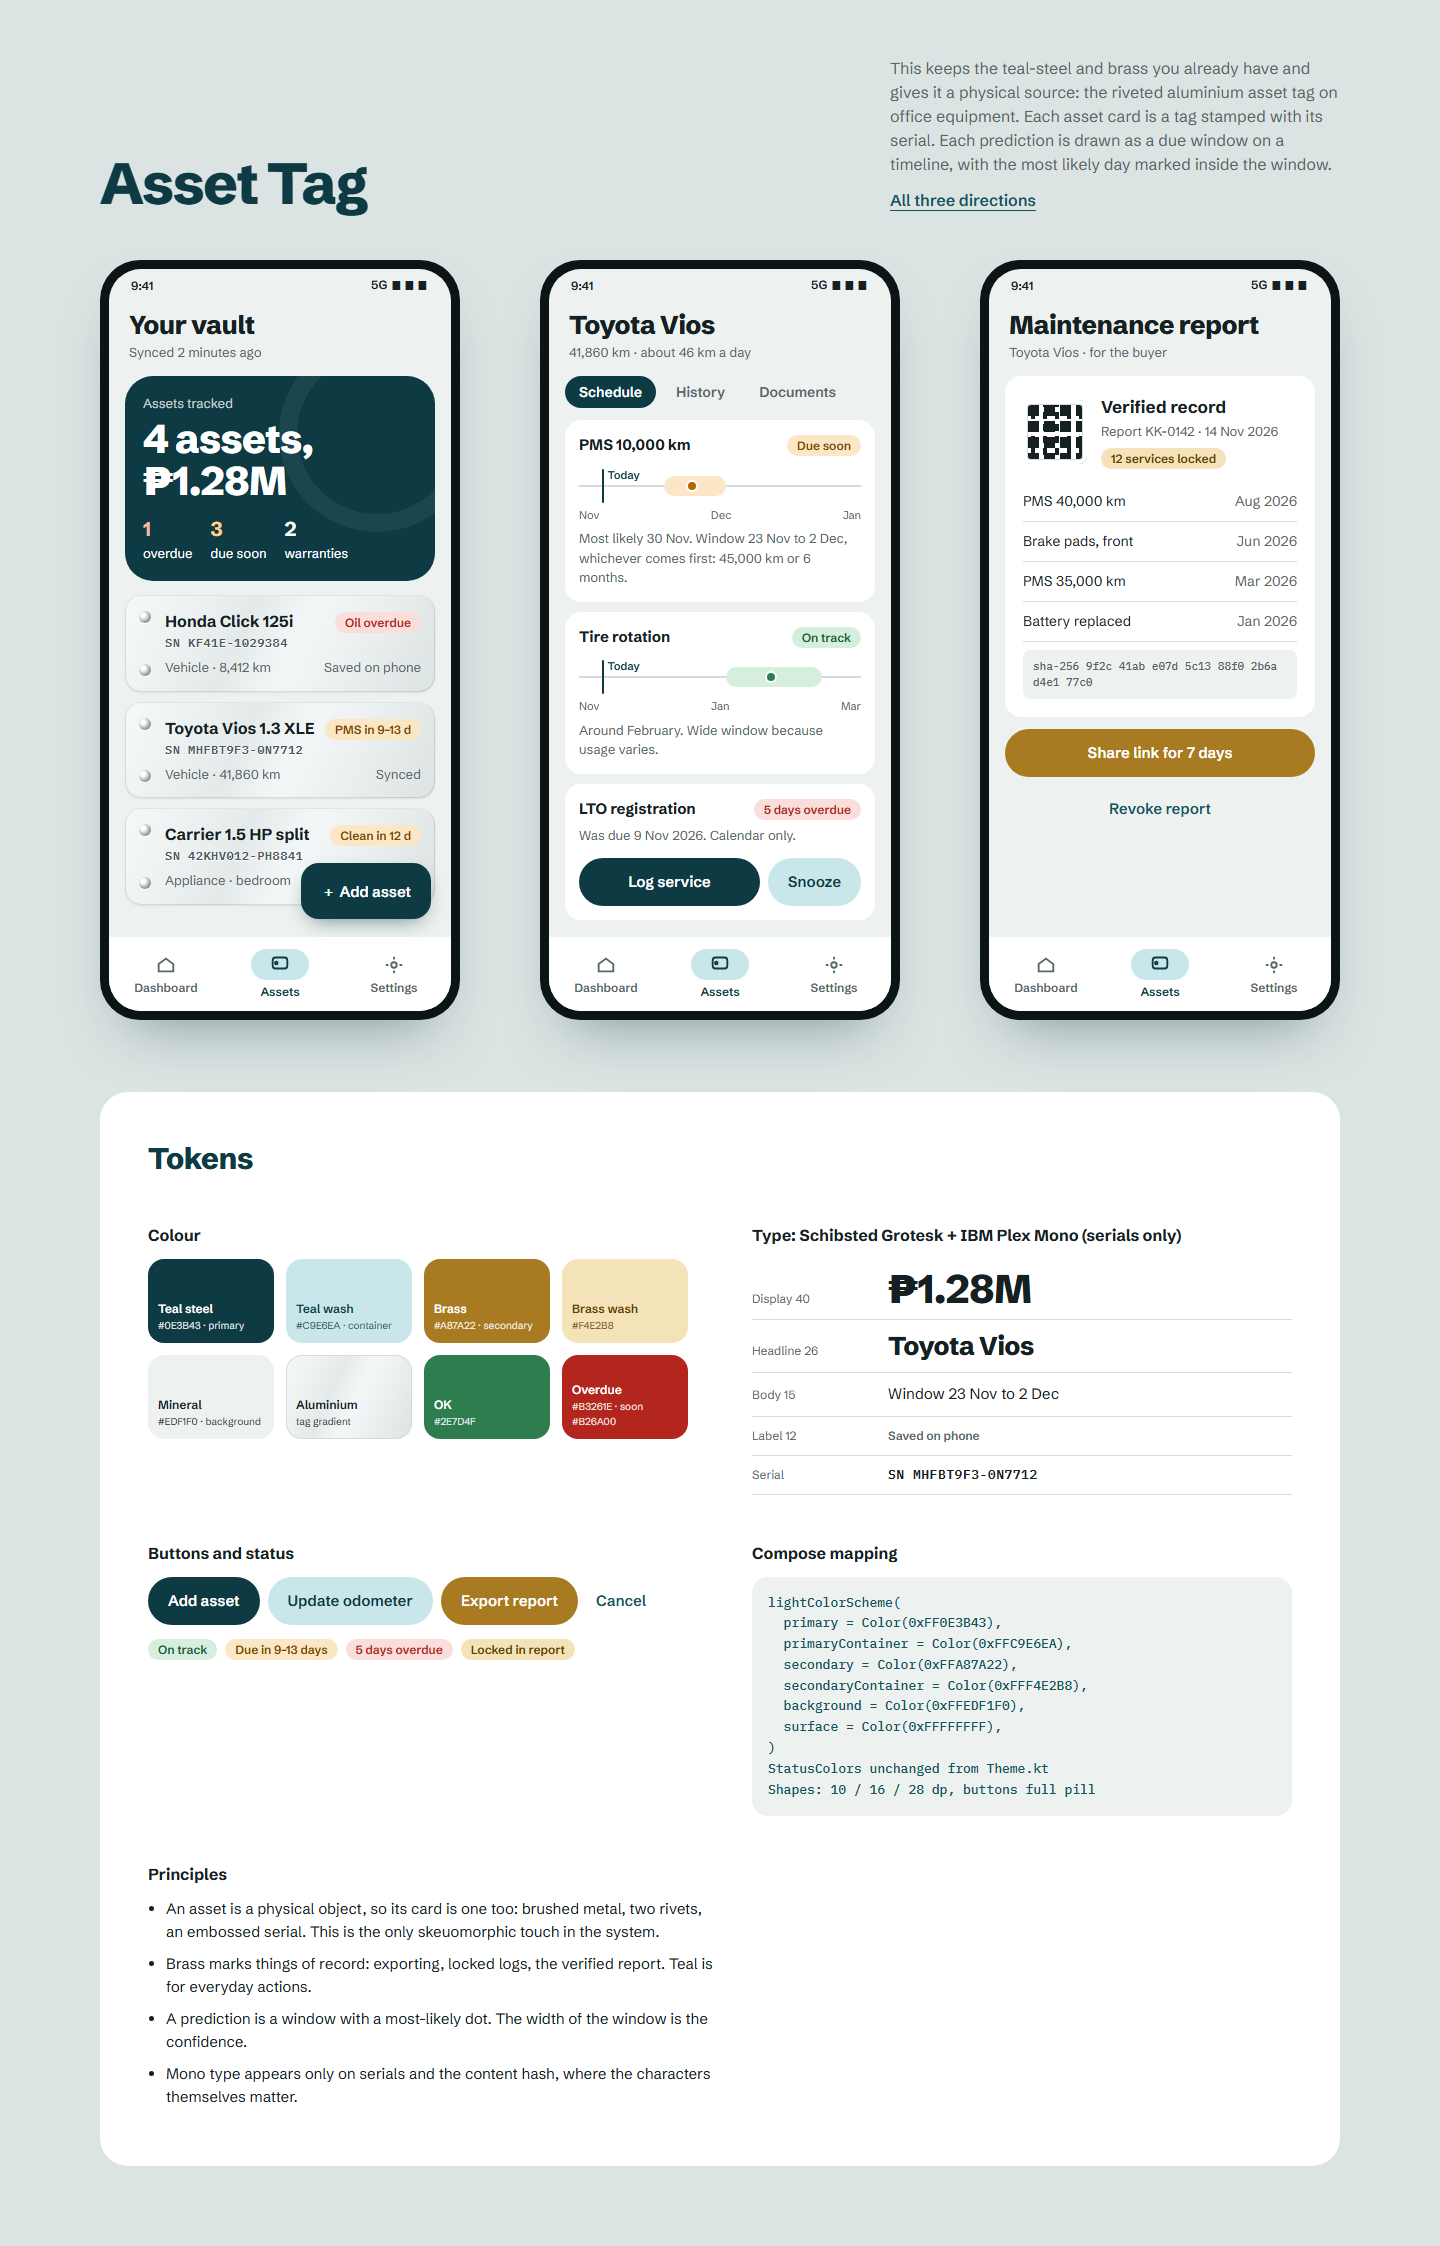 This keeps the teal-steel and brass you already have and
gives it a physical source: the riveted aluminium asset tag on
office equipment. Each asset card is a tag stamped with its
serial. Each prediction is drawn as a due window on a
timeline, with the most likely day marked inside the window.
Asset Tag
All three directions
9:41
5G
Your vault
Synced 2 minutes ago
Assets tracked
4 assets,
₱1.28M
1
3
2
overdue
due soon
warranties
Honda Click 125i
Oil overdue
SN KF41E-1029384
Vehicle · 8,412 km
Saved on phone
Toyota Vios 1.3 XLE
PMS in 9-13 d
SN MHFBT9F3-0N7712
Vehicle · 41,860 km
Synced
Carrier 1.5 HP split
Clean in 12 d
SN 42KHV012-PH8841
Appliance · bedroom
+ Add asset
Dashboard
Assets
Settings
9:41
5G
Toyota Vios
41,860 km · about 46 km a day
Schedule
History
Documents
PMS 10,000 km
Due soon
Today
Nov
Dec
Jan
Most likely 30 Nov. Window 23 Nov to 2 Dec,
whichever comes first: 45,000 km or 6
months.
Tire rotation
On track
Today
Nov
Jan
Mar
Around February. Wide window because
usage varies.
LTO registration
5 days overdue
Was due 9 Nov 2026. Calendar only.
Log service
Snooze
Dashboard
Assets
Settings
9:41
5G
Maintenance report
Toyota Vios · for the buyer
Verified record
Report KK-0142 · 14 Nov 2026
12 services locked
PMS 40,000 km
Aug 2026
Brake pads, front
Jun 2026
PMS 35,000 km
Mar 2026
Battery replaced
Jan 2026
sha-256 9f2c 41ab e07d 5c13 88f0 2b6a
d4e1 77c0
Share link for 7 days
Revoke report
Dashboard
Assets
Settings
Tokens
Colour
Teal steel
#0E3B43 · primary
Teal wash
#C9E6EA · container
Brass
#A87A22 · secondary
Brass wash
#F4E2B8
Mineral
#EDF1F0 · background
Aluminium
tag gradient
OK
#2E7D4F
Overdue
#B3261E · soon
#B26A00
Type: Schibsted Grotesk + IBM Plex Mono (serials only)
Display 40
₱1.28M
Headline 26
Toyota Vios
Body 15
Window 23 Nov to 2 Dec
Label 12
Saved on phone
Serial
SN MHFBT9F3-0N7712
Buttons and status
Add asset
Update odometer
Export report
Cancel
On track
Due in 9-13 days
5 days overdue
Locked in report
Compose mapping
lightColorScheme(
primary = Color(0xFF0E3B43),
primaryContainer = Color(0xFFC9E6EA),
secondary = Color(0xFFA87A22),
secondaryContainer = Color(0xFFF4E2B8),
background = Color(0xFFEDF1F0),
surface = Color(0xFFFFFFFF),
)
StatusColors unchanged from Theme.kt
Shapes: 10 / 16 / 28 dp, buttons full pill
Principles
• An asset is a physical object, so its card is one too: brushed metal, two rivets,
an embossed serial. This is the only skeuomorphic touch in the system.
• Brass marks things of record: exporting, locked logs, the verified report. Teal is
for everyday actions.
• A prediction is a window with a most-likely dot. The width of the window is the
confidence.
• Mono type appears only on serials and the content hash, where the characters
themselves matter.